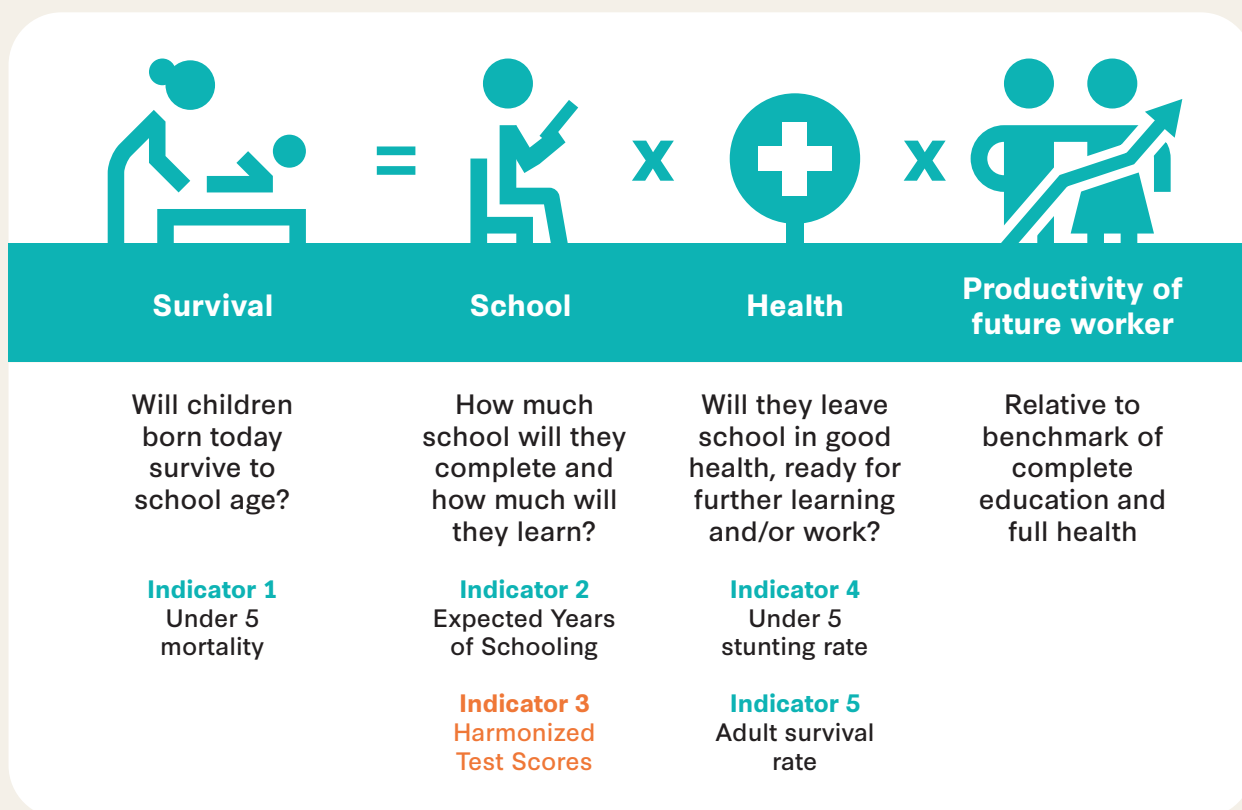 = x x
Survival
School
Health
Productivity of
future worker
Will children
born today
survive to
school age?
How much
school will they
complete and
how much will
they learn?
Will they leave
school in good
health, ready for
further learning
and/or work?
Relative to
benchmark of
complete
education and
full health
Indicator 1
Under 5
mortality
Indicator 2
Expected Years
of Schooling
Indicator 3
Harmonized
Test Scores
Indicator 4
Under 5
stunting rate
Indicator 5
Adult survival
rate